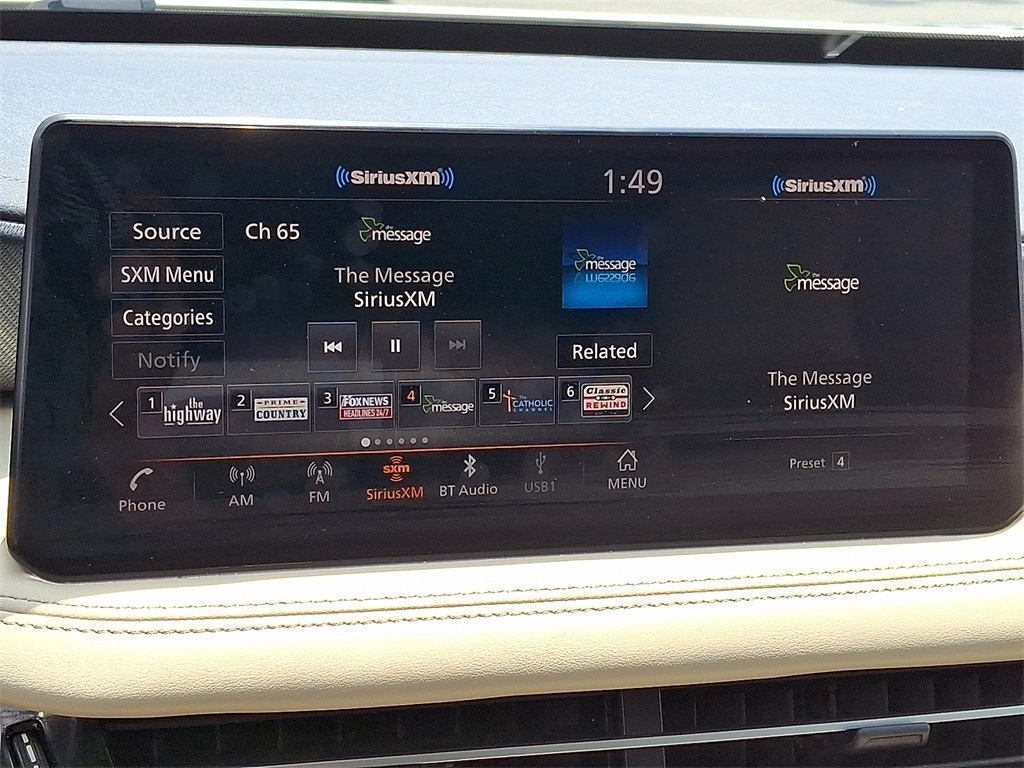 SiriusXM
1:49
SiriusXM
Source
Ch 65
the message
SXM Menu
The Message
SiriusXM
the message
Categories
Notify
Related
1 the highway
2 PRIME COUNTRY
3 FOX NEWS HEADLINES 24/7
4 the message
5 The CATHOLIC CHANNEL
6 Classic REWIND
Phone
AM
FM
sxm
SiriusXM
BT Audio
USB1
MENU
the message
The Message
SiriusXM
Preset 4